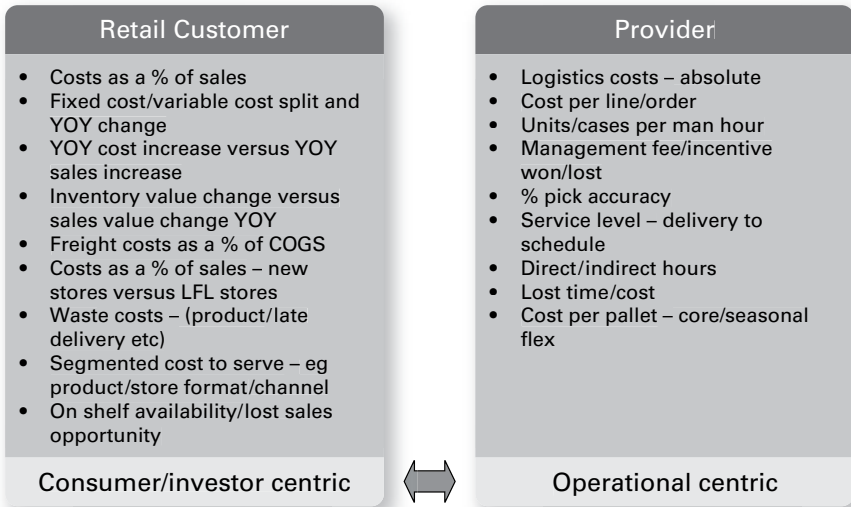 Retail Customer
• Costs as a % of sales
• Fixed cost/variable cost split and
YOY change
• YOY cost increase versus YOY
sales increase
• Inventory value change versus
sales value change YOY
• Freight costs as a % of COGS
• Costs as a % of sales – new
stores versus LFL stores
• Waste costs – (product/late
delivery etc)
• Segmented cost to serve – eg
product/store format/channel
• On shelf availability/lost sales
opportunity
Consumer/investor centric
Provider
• Logistics costs – absolute
• Cost per line/order
• Units/cases per man hour
• Management fee/incentive
won/lost
• % pick accuracy
• Service level – delivery to
schedule
• Direct/indirect hours
• Lost time/cost
• Cost per pallet – core/seasonal
flex
Operational centric